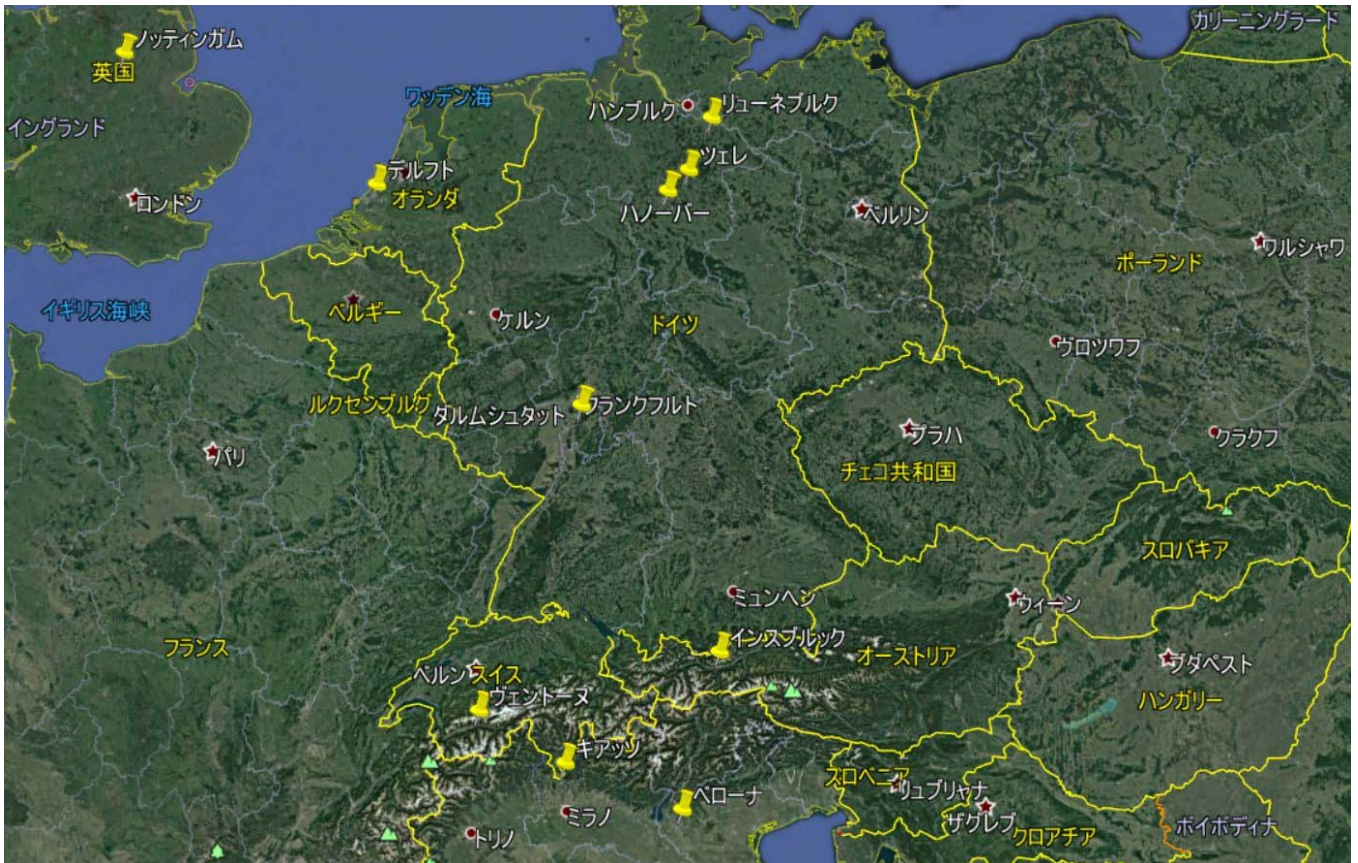 ノッティンガム
英国
カリーニングラード
ワッデン海
イングランド
ハンブルク
リューネブルク
ツェレ
デルフト
オランダ
ハノーバー
ロンドン
ベルリン
ワルシャワ
ポーランド
イギリス海峡
ベルギー
ケルン
ドイツ
ヴロツワフ
ルクセンブルグ
ダルムシュタット
フランクフルト
パリ
プラハ
クラクフ
チェコ共和国
スロバキア
ミュンヘン
ウィーン
フランス
インスブルック
オーストリア
ブダペスト
ベルン
スイス
ヴェントーヌ
ハンガリー
キアッソ
スロベニア
リュブリャナ
ベローナ
ミラノ
トリノ
ザグレブ
クロアチア
ボイボディナ